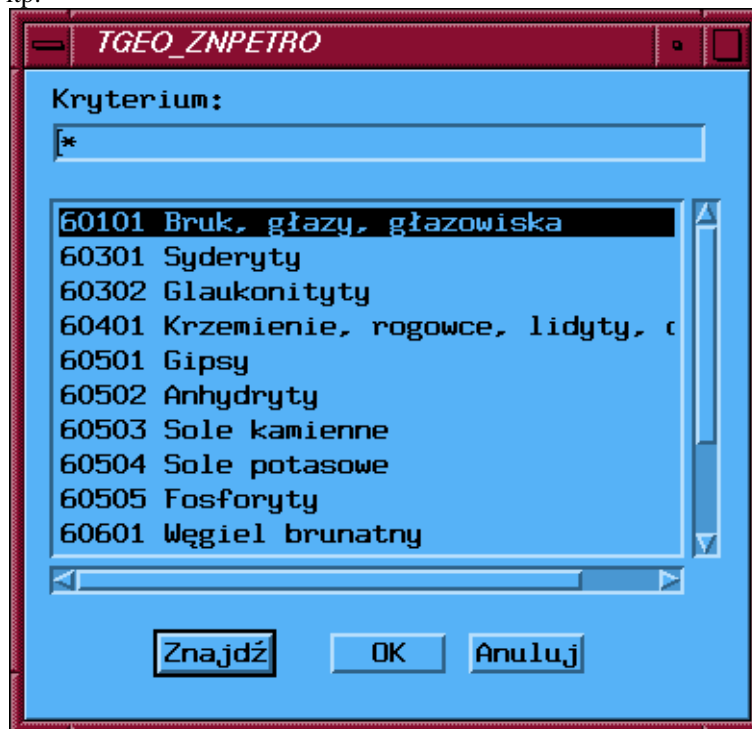 np.
TGEO_ZNPETRO
Kryterium:
*
60101 Bruk, głazy, głazowiska
60301 Syderyty
60302 Glaukonityty
60401 Krzemienie, rogowce, lidyty,
60501 Gipsy
60502 Anhydryty
60503 Sole kamienne
60504 Sole potasowe
60505 Fosforyty
60601 Węgiel brunatny
Znajdź OK Anuluj